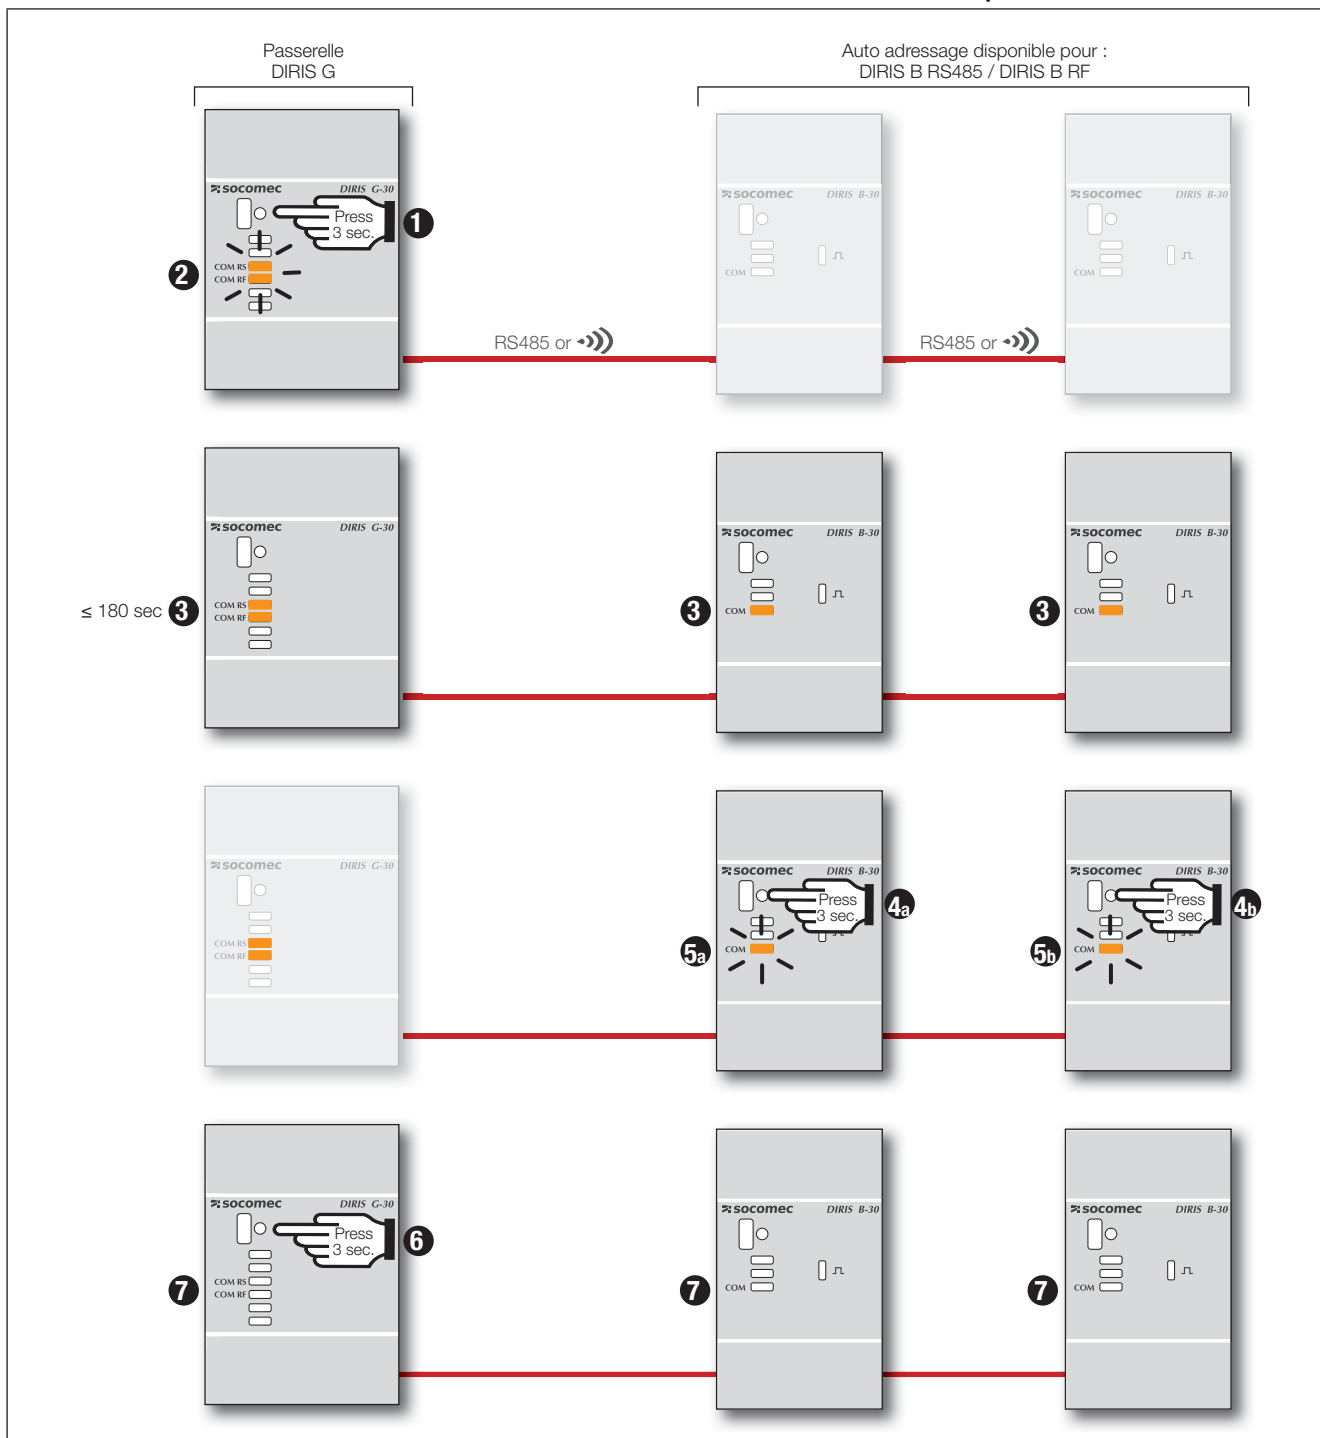 Passerelle
DIRIS G
Auto adressage disponible pour :
DIRIS B RS485 / DIRIS B RF
socomec DIRIS G-30
Press
3 sec.
1
2
COM RS
COM RF
socomec DIRIS B-30
COM
socomec DIRIS B-30
COM
RS485 or
RS485 or
socomec DIRIS G-30
≤ 180 sec 3
COM RS
COM RF
socomec DIRIS B-30
3
COM
socomec DIRIS B-30
3
COM
socomec DIRIS G-30
COM RS
COM RF
socomec DIRIS B-30
Press
3 sec.
4a
5a
COM
socomec DIRIS B-30
Press
3 sec.
4b
5b
COM
socomec DIRIS G-30
Press
3 sec.
6
7
COM RS
COM RF
socomec DIRIS B-30
7
COM
socomec DIRIS B-30
7
COM